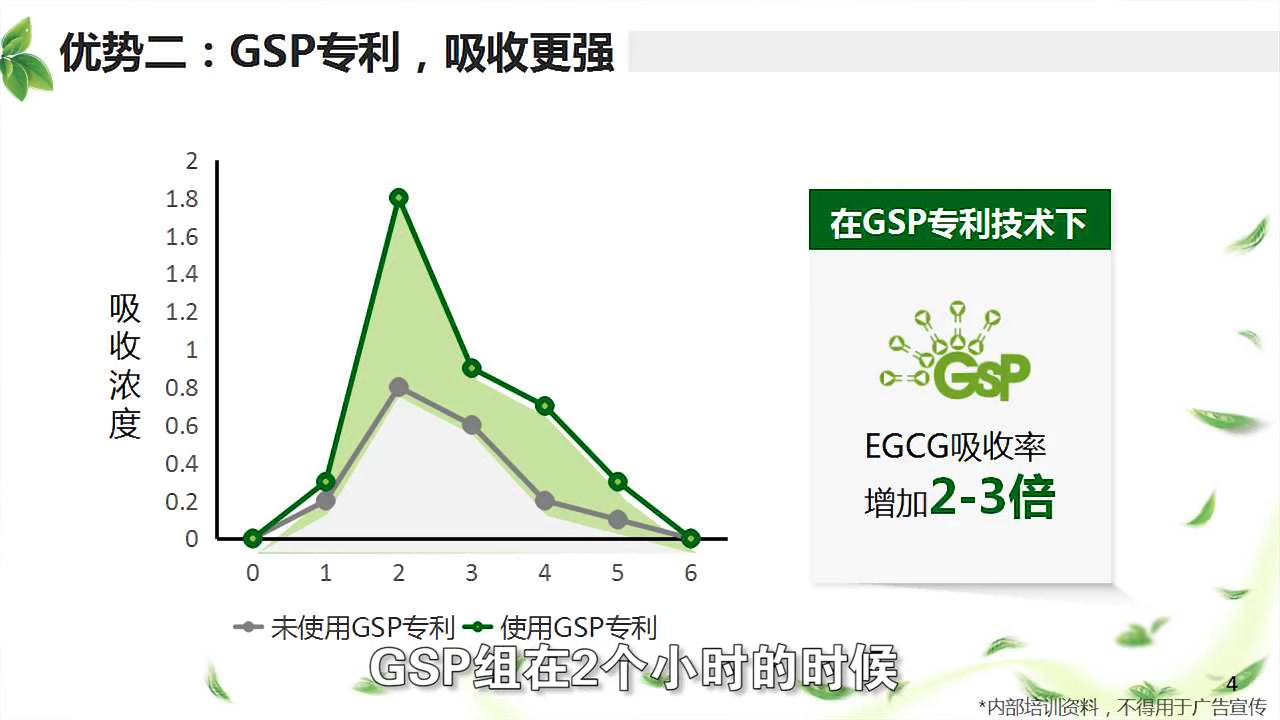 优势二：GSP专利，吸收更强
2
1.8
1.6
1.4
1.2
1
0.8
0.6
0.4
0.2
0
吸收浓度
0 1 2 3 4 5 6
未使用GSP专利 使用GSP专利
在GSP专利技术下
GSP
EGCG吸收率
增加2-3倍
GSP组在2个小时的时候
4
*内部培训资料，不得用于广告宣传